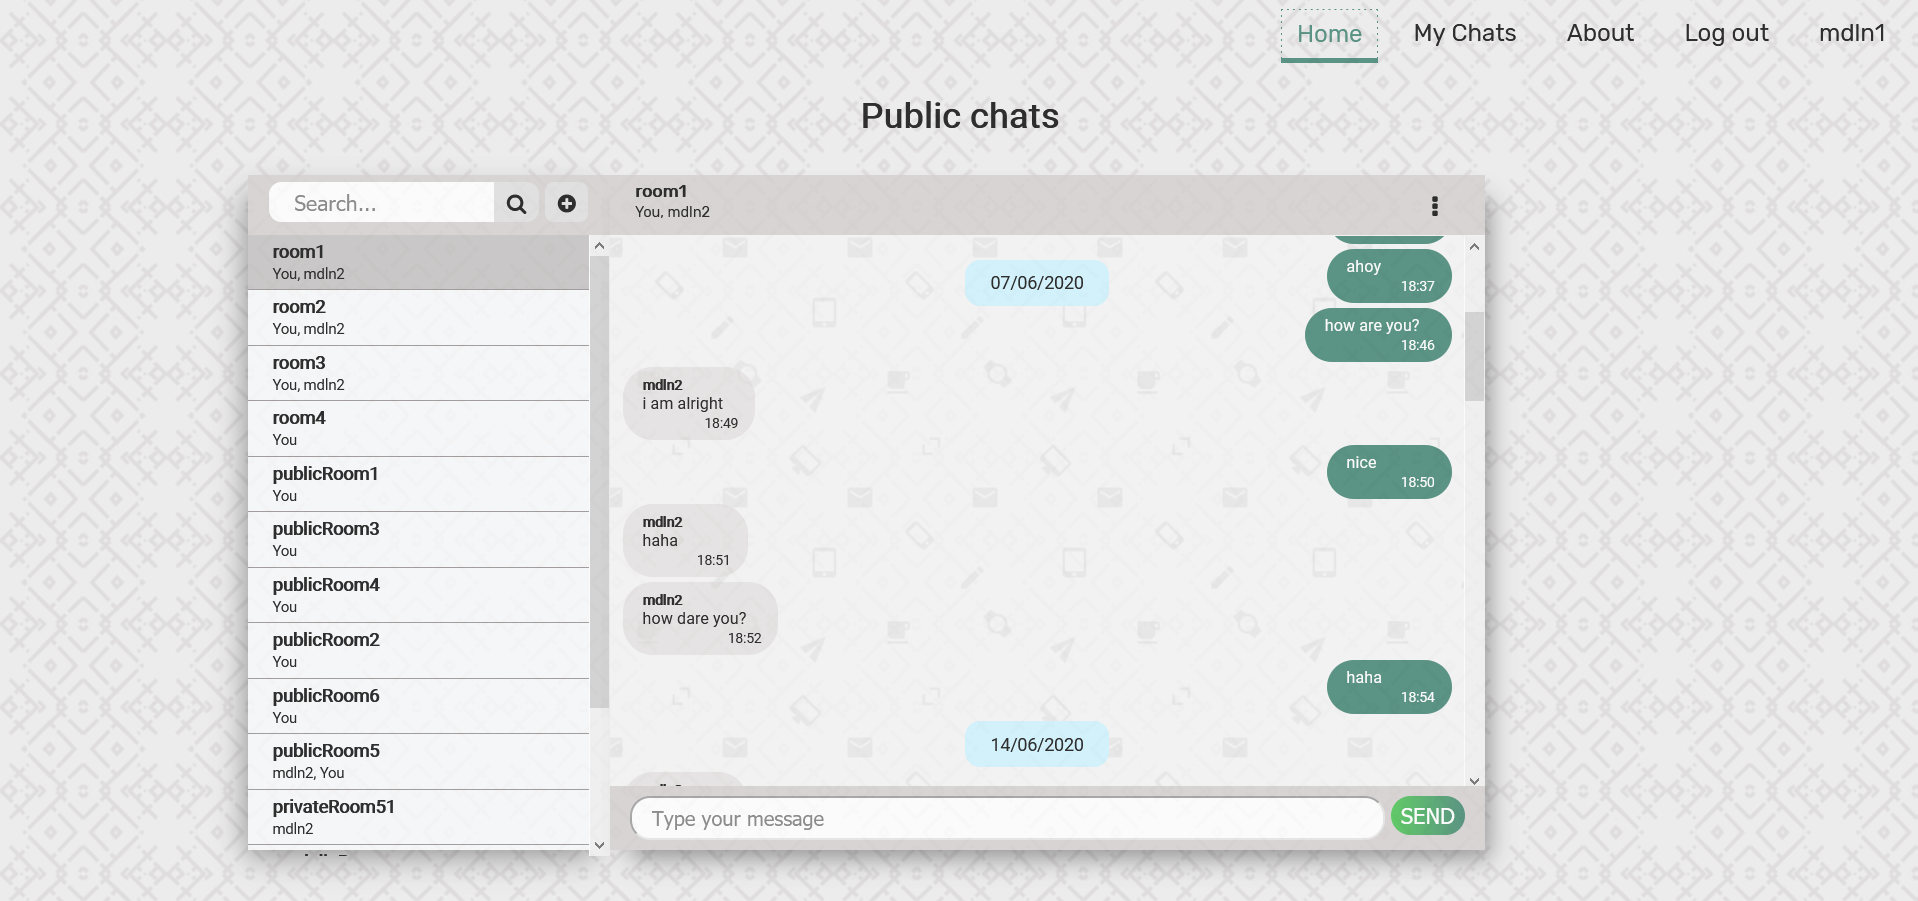 Home My Chats About Log out mdln1
Public chats
Search...
room1
You, mdln2
room2
You, mdln2
room3
You, mdln2
room4
You
publicRoom1
You
publicRoom3
You
publicRoom4
You
publicRoom2
You
publicRoom6
You
publicRoom5
mdln2, You
privateRoom51
mdln2
room1
You, mdln2
ahoy
18:37
07/06/2020
how are you?
18:46
mdln2
i am alright
18:49
nice
18:50
mdln2
haha
18:51
mdln2
how dare you?
18:52
haha
18:54
14/06/2020
Type your message
SEND